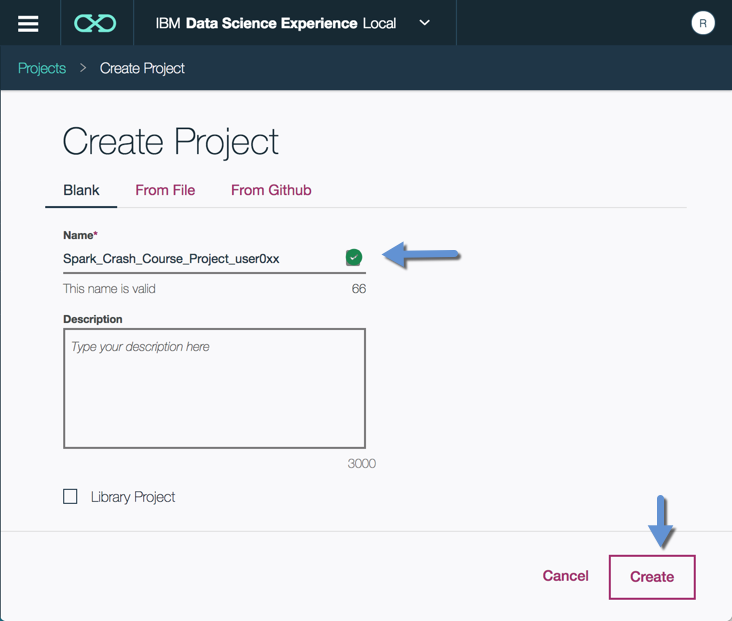 IBM Data Science Experience Local
R
Projects > Create Project
Create Project
Blank From File From Github
Name*
Spark_Crash_Course_Project_user0xx
This name is valid 66
Description
Type your description here
3000
Library Project
Cancel Create